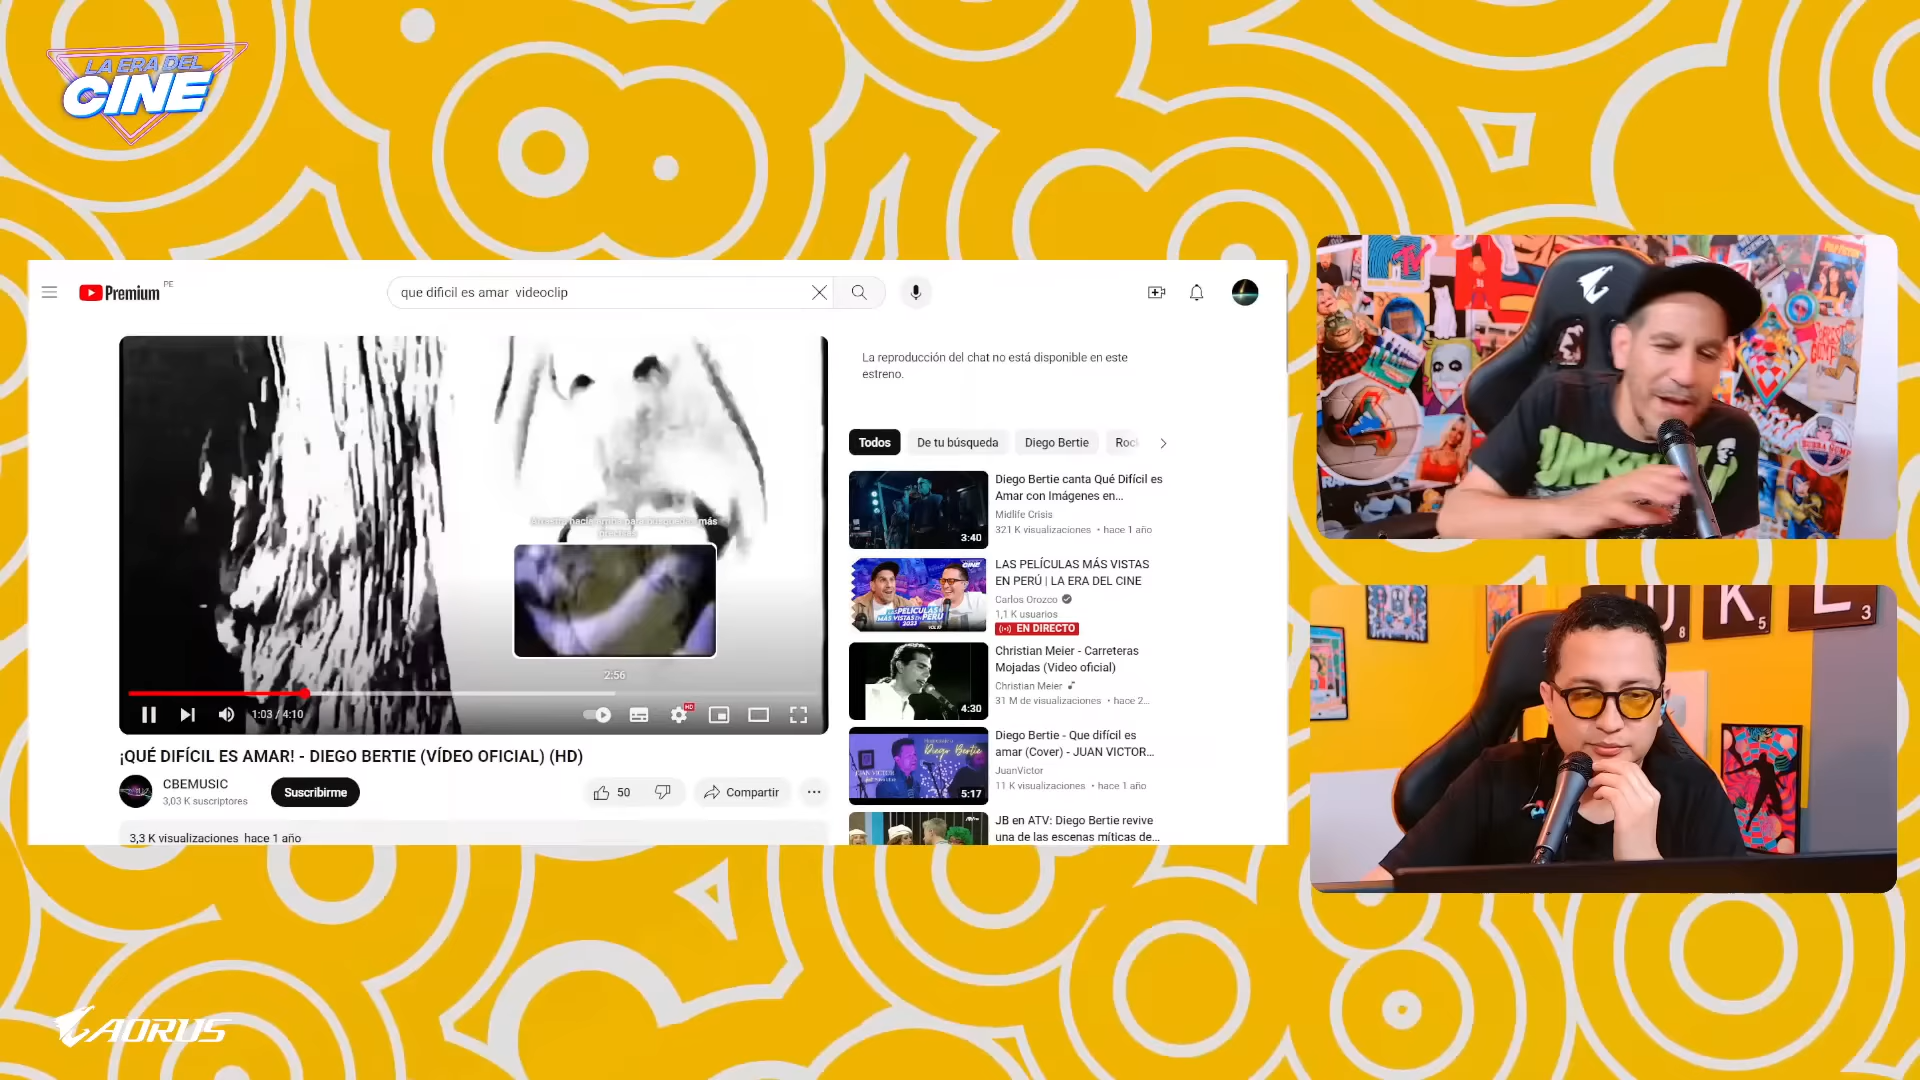 LA ERA DEL
CINE
Premium PE
que dificil es amar videoclip
La reproducción del chat no está disponible en este
estreno.
Todos
De tu búsqueda
Diego Bertie
Diego Bertie canta Qué Difícil es
Amar con Imágenes en...
Midlife Crisis
321 K visualizaciones • hace 1 año
3:40
LAS PELÍCULAS MÁS VISTAS
EN PERÚ | LA ERA DEL CINE
Carlos Orozco
1,1 K usuarios
EN DIRECTO
Christian Meier - Carreteras
Mojadas (Video oficial)
Christian Meier
31 M de visualizaciones • hace 2...
4:30
Diego Bertie - Que difícil es
amar (Cover) - JUAN VICTOR...
JuanVictor
11 K visualizaciones • hace 1 año
5:17
JB en ATV: Diego Bertie revive
una de las escenas míticas de...
2:56
1:03 / 4:10
HD
¡QUÉ DIFÍCIL ES AMAR! - DIEGO BERTIE (VÍDEO OFICIAL) (HD)
CBEMUSIC
3,03 K suscriptores
Suscribirme
50
Compartir
3,3 K visualizaciones hace 1 año
MTV
U K E
8 5 3
AORUS